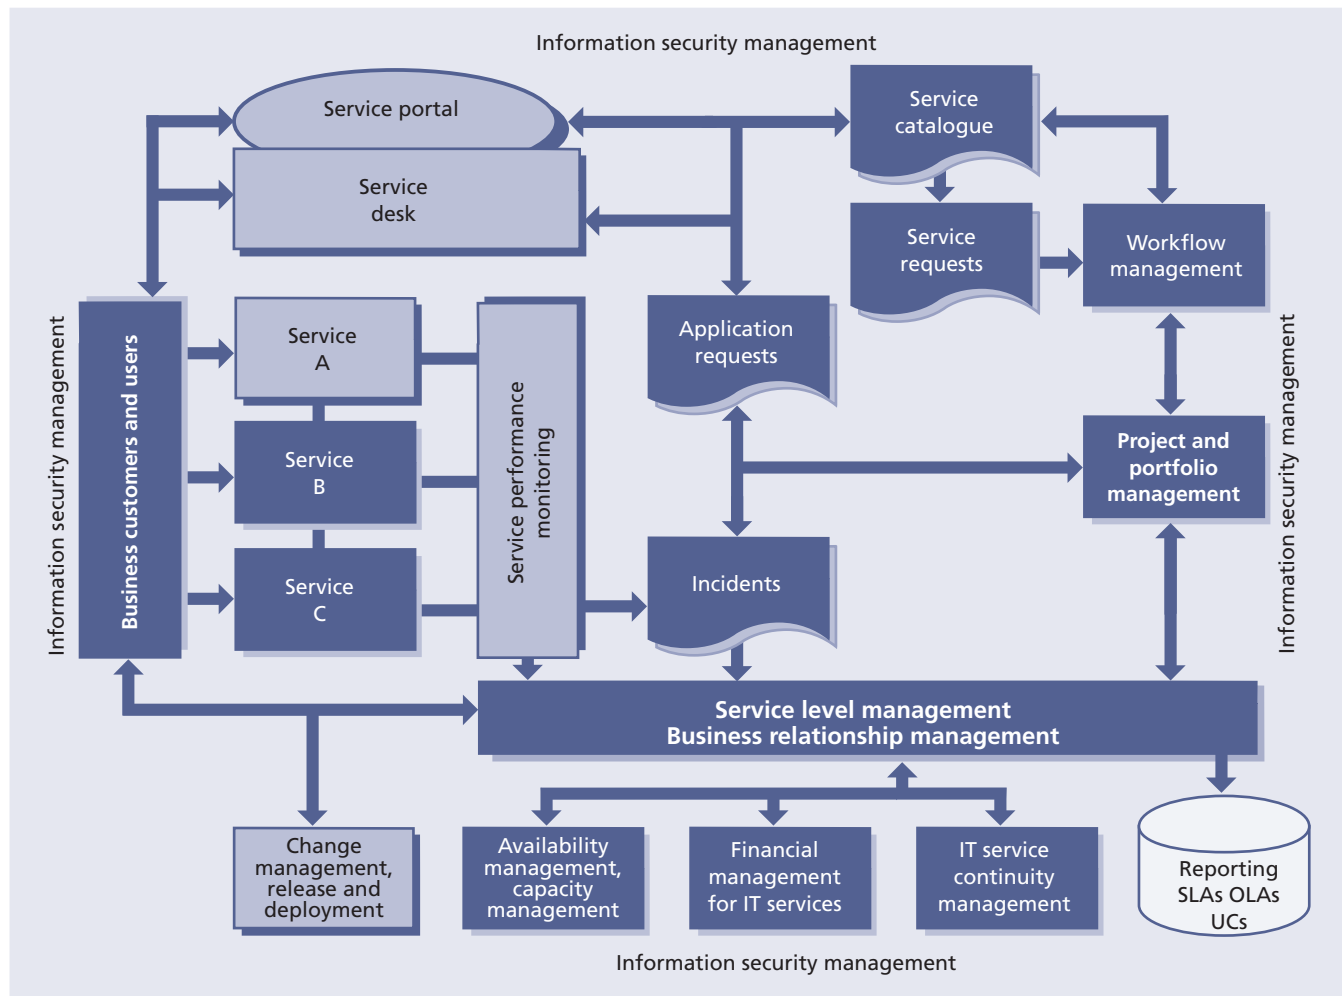 Information security management
Service portal
Service
catalogue
Service
desk
Service
requests
Workflow
management
Information security management
Business customers and users
Service
A
Service
B
Service
C
Service performance
monitoring
Application
requests
Incidents
Project and
portfolio
management
Information security management
Service level management
Business relationship management
Change
management,
release and
deployment
Availability
management,
capacity
management
Financial
management
for IT services
IT service
continuity
management
Reporting
SLAs OLAs
UCs
Information security management